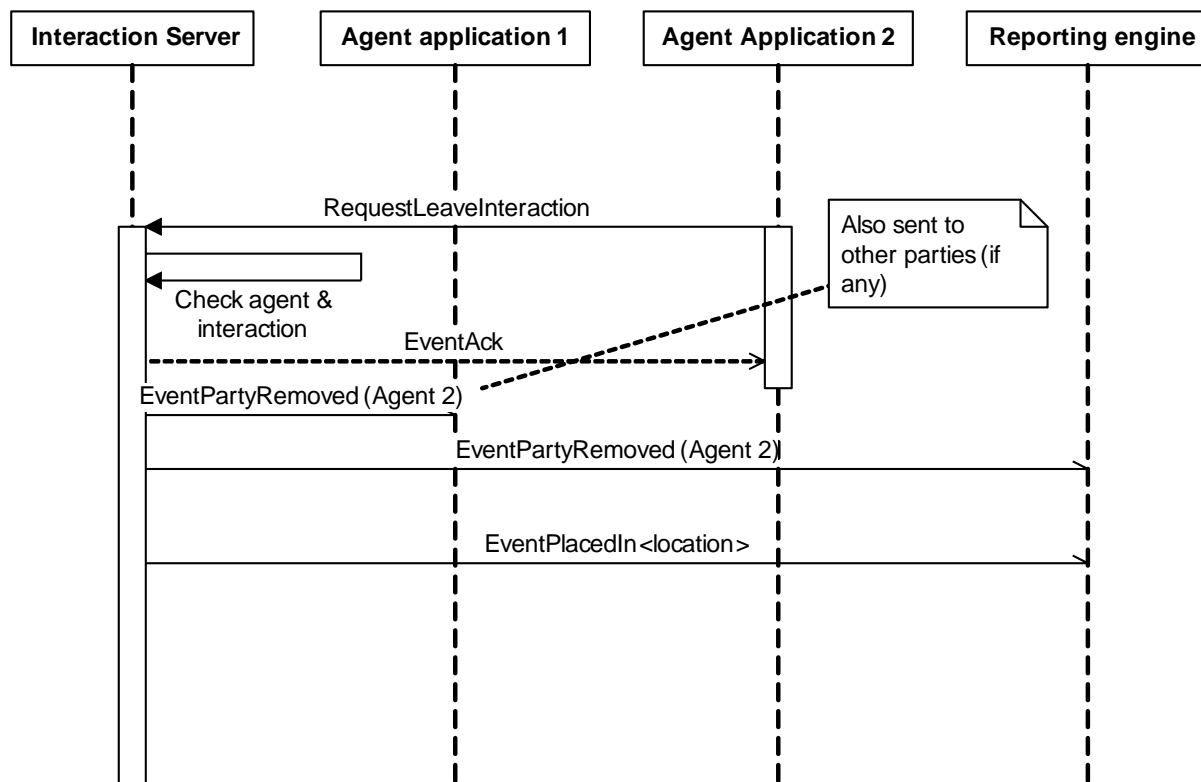 Interaction Server
Agent application 1
Agent Application 2
Reporting engine
RequestLeaveInteraction
Also sent to
other parties (if
any)
Check agent &
interaction
EventAck
EventPartyRemoved (Agent 2)
EventPartyRemoved (Agent 2)
EventPlacedIn<location>